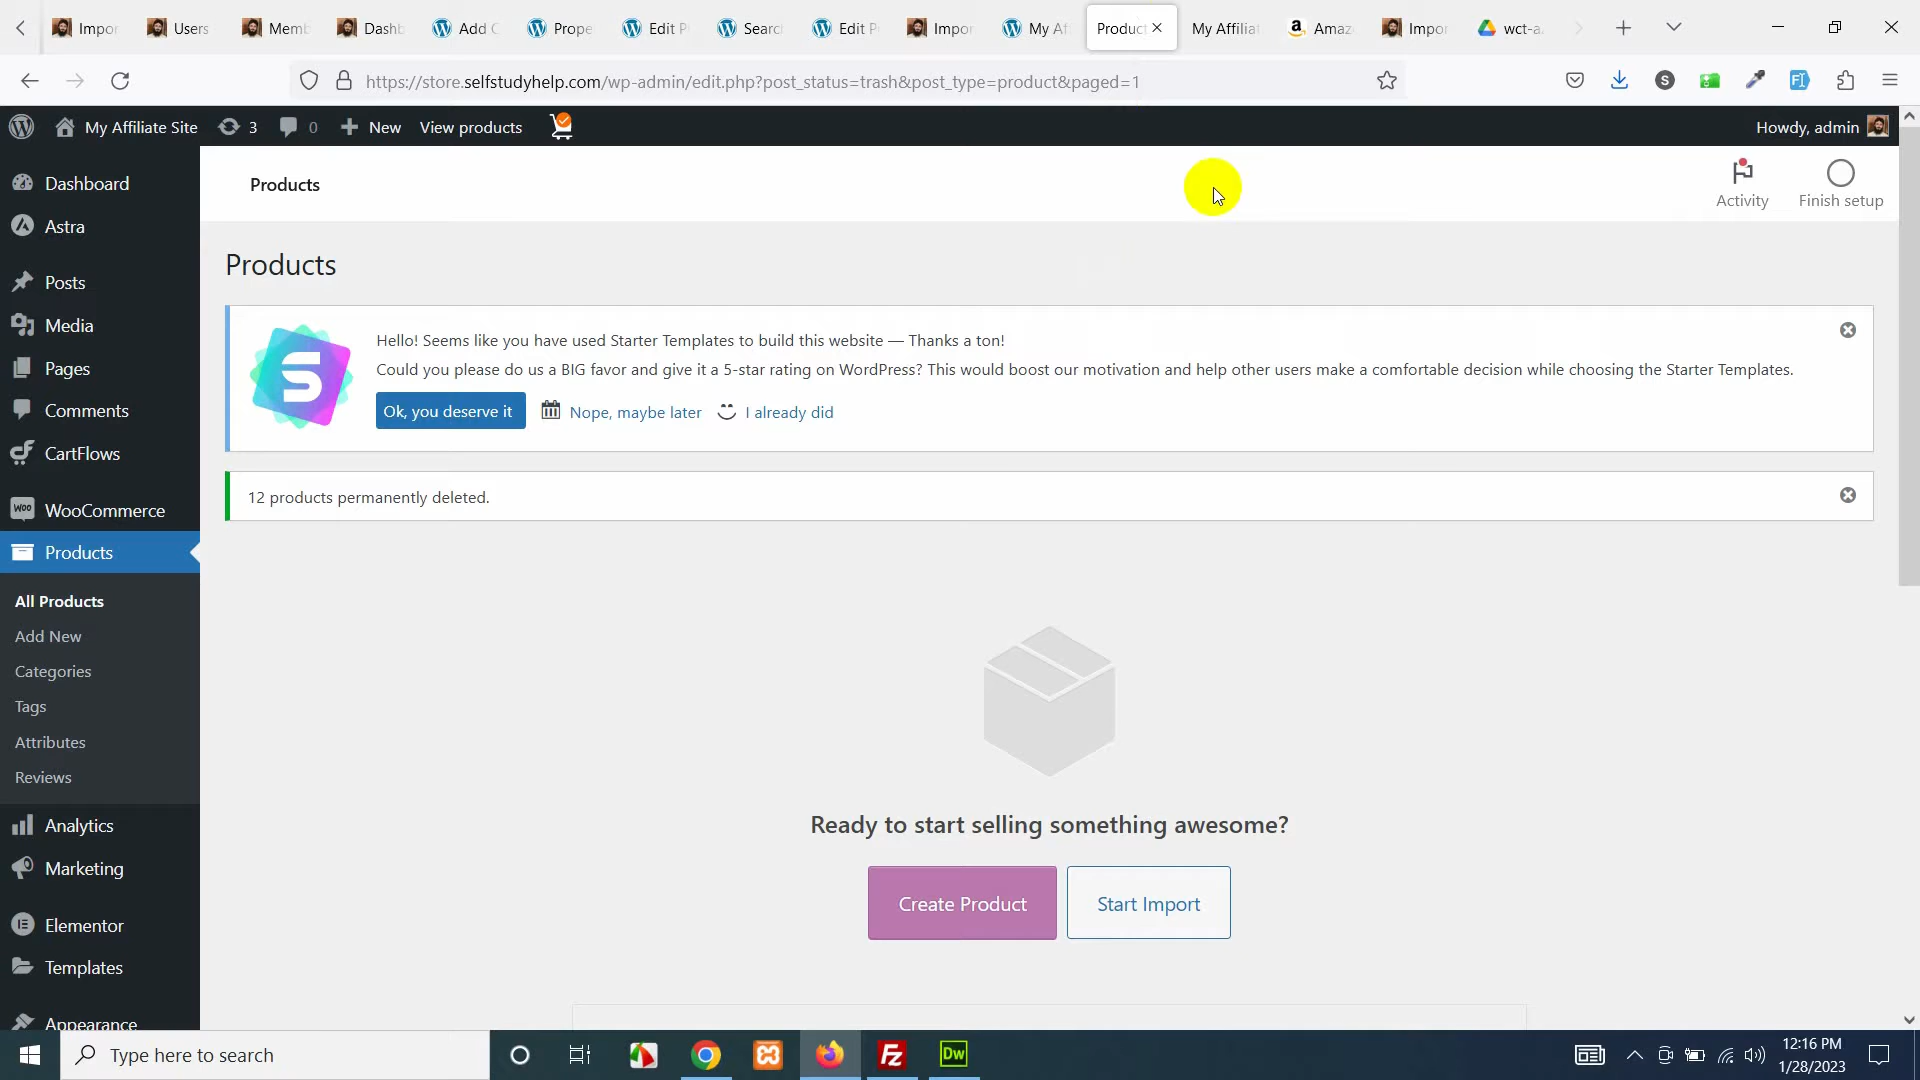 Impor
Users
Memb
Dashb
Add C
Prope
Edit P
Searc
Edit P
Impor
My Af
Product
My Affiliat
Amaz
Impor
wct-a
https://store.selfstudyhelp.com/wp-admin/edit.php?post_status=trash&post_type=product&paged=1
S
My Affiliate Site
3
0
New
View products
Howdy, admin
Dashboard
Astra
Posts
Media
Pages
Comments
CartFlows
WooCommerce
Products
All Products
Add New
Categories
Tags
Attributes
Reviews
Analytics
Marketing
Elementor
Templates
Appearance
Products
Activity
Finish setup
Products
Hello! Seems like you have used Starter Templates to build this website — Thanks a ton!
Could you please do us a BIG favor and give it a 5-star rating on WordPress? This would boost our motivation and help other users make a comfortable decision while choosing the Starter Templates.
Ok, you deserve it
Nope, maybe later
I already did
12 products permanently deleted.
Ready to start selling something awesome?
Create Product
Start Import
Type here to search
Fz
Dw
12:16 PM
1/28/2023